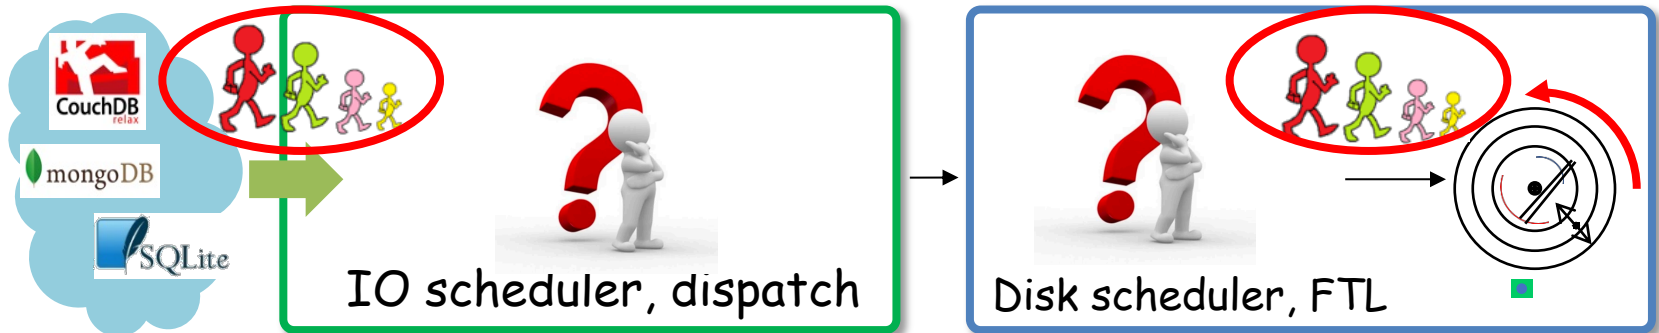 CouchDB
relax
mongoDB
SQLite
IO scheduler, dispatch
Disk scheduler, FTL